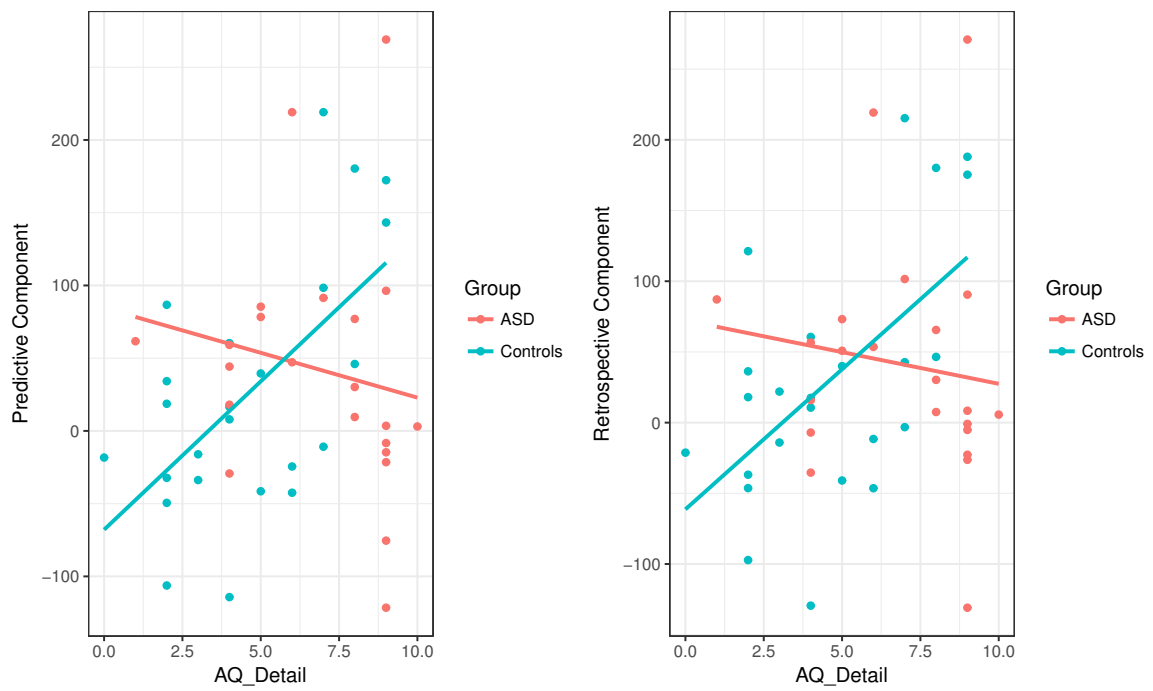 Predictive Component
200
100
0
−100
0.0 2.5 5.0 7.5 10.0
AQ_Detail
Group
ASD
Controls
Retrospective Component
200
100
0
−100
0.0 2.5 5.0 7.5 10.0
AQ_Detail
Group
ASD
Controls